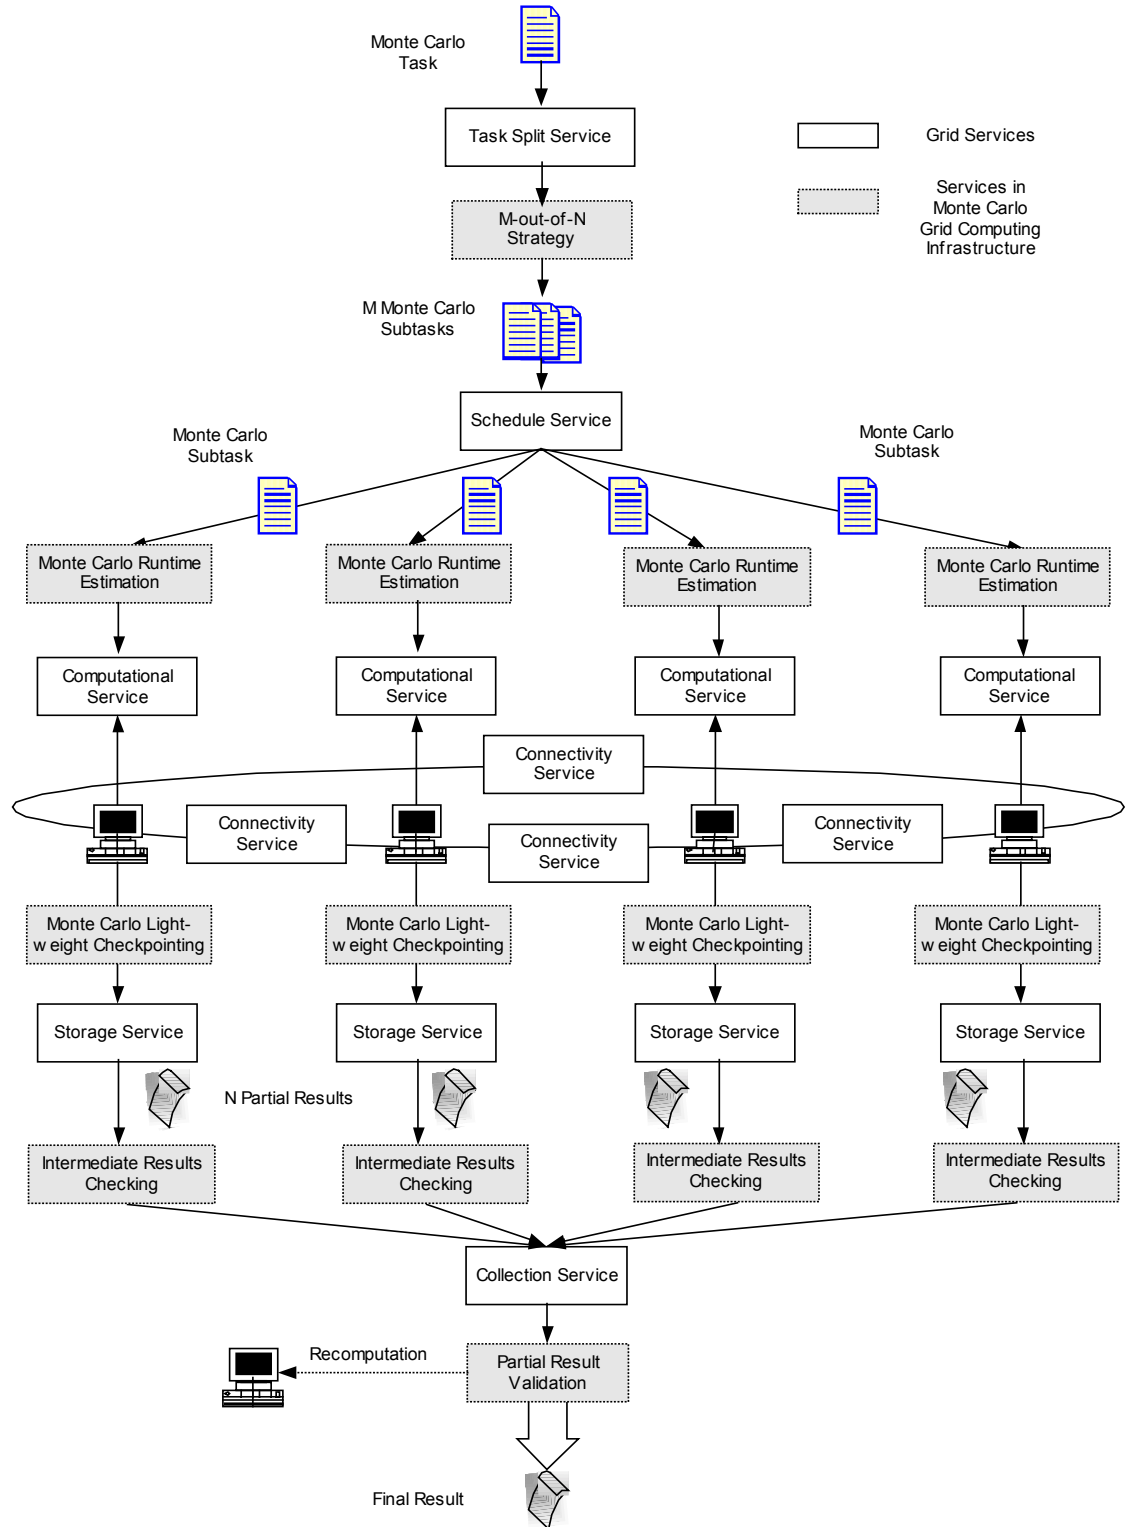 Monte Carlo
Task
Task Split Service
Grid Services
M-out-of-N
Strategy
Services in
Monte Carlo
Grid Computing
Infrastructure
M Monte Carlo
Subtasks
Schedule Service
Monte Carlo
Subtask
Monte Carlo
Subtask
Monte Carlo Runtime
Estimation
Monte Carlo Runtime
Estimation
Monte Carlo Runtime
Estimation
Monte Carlo Runtime
Estimation
Computational
Service
Computational
Service
Computational
Service
Computational
Service
Connectivity
Service
Connectivity
Service
Connectivity
Service
Connectivity
Service
Monte Carlo Light-
weight Checkpointing
Monte Carlo Light-
weight Checkpointing
Monte Carlo Light-
weight Checkpointing
Monte Carlo Light-
weight Checkpointing
Storage Service
Storage Service
Storage Service
Storage Service
N Partial Results
Intermediate Results
Checking
Intermediate Results
Checking
Intermediate Results
Checking
Intermediate Results
Checking
Collection Service
Recomputation
Partial Result
Validation
Final Result